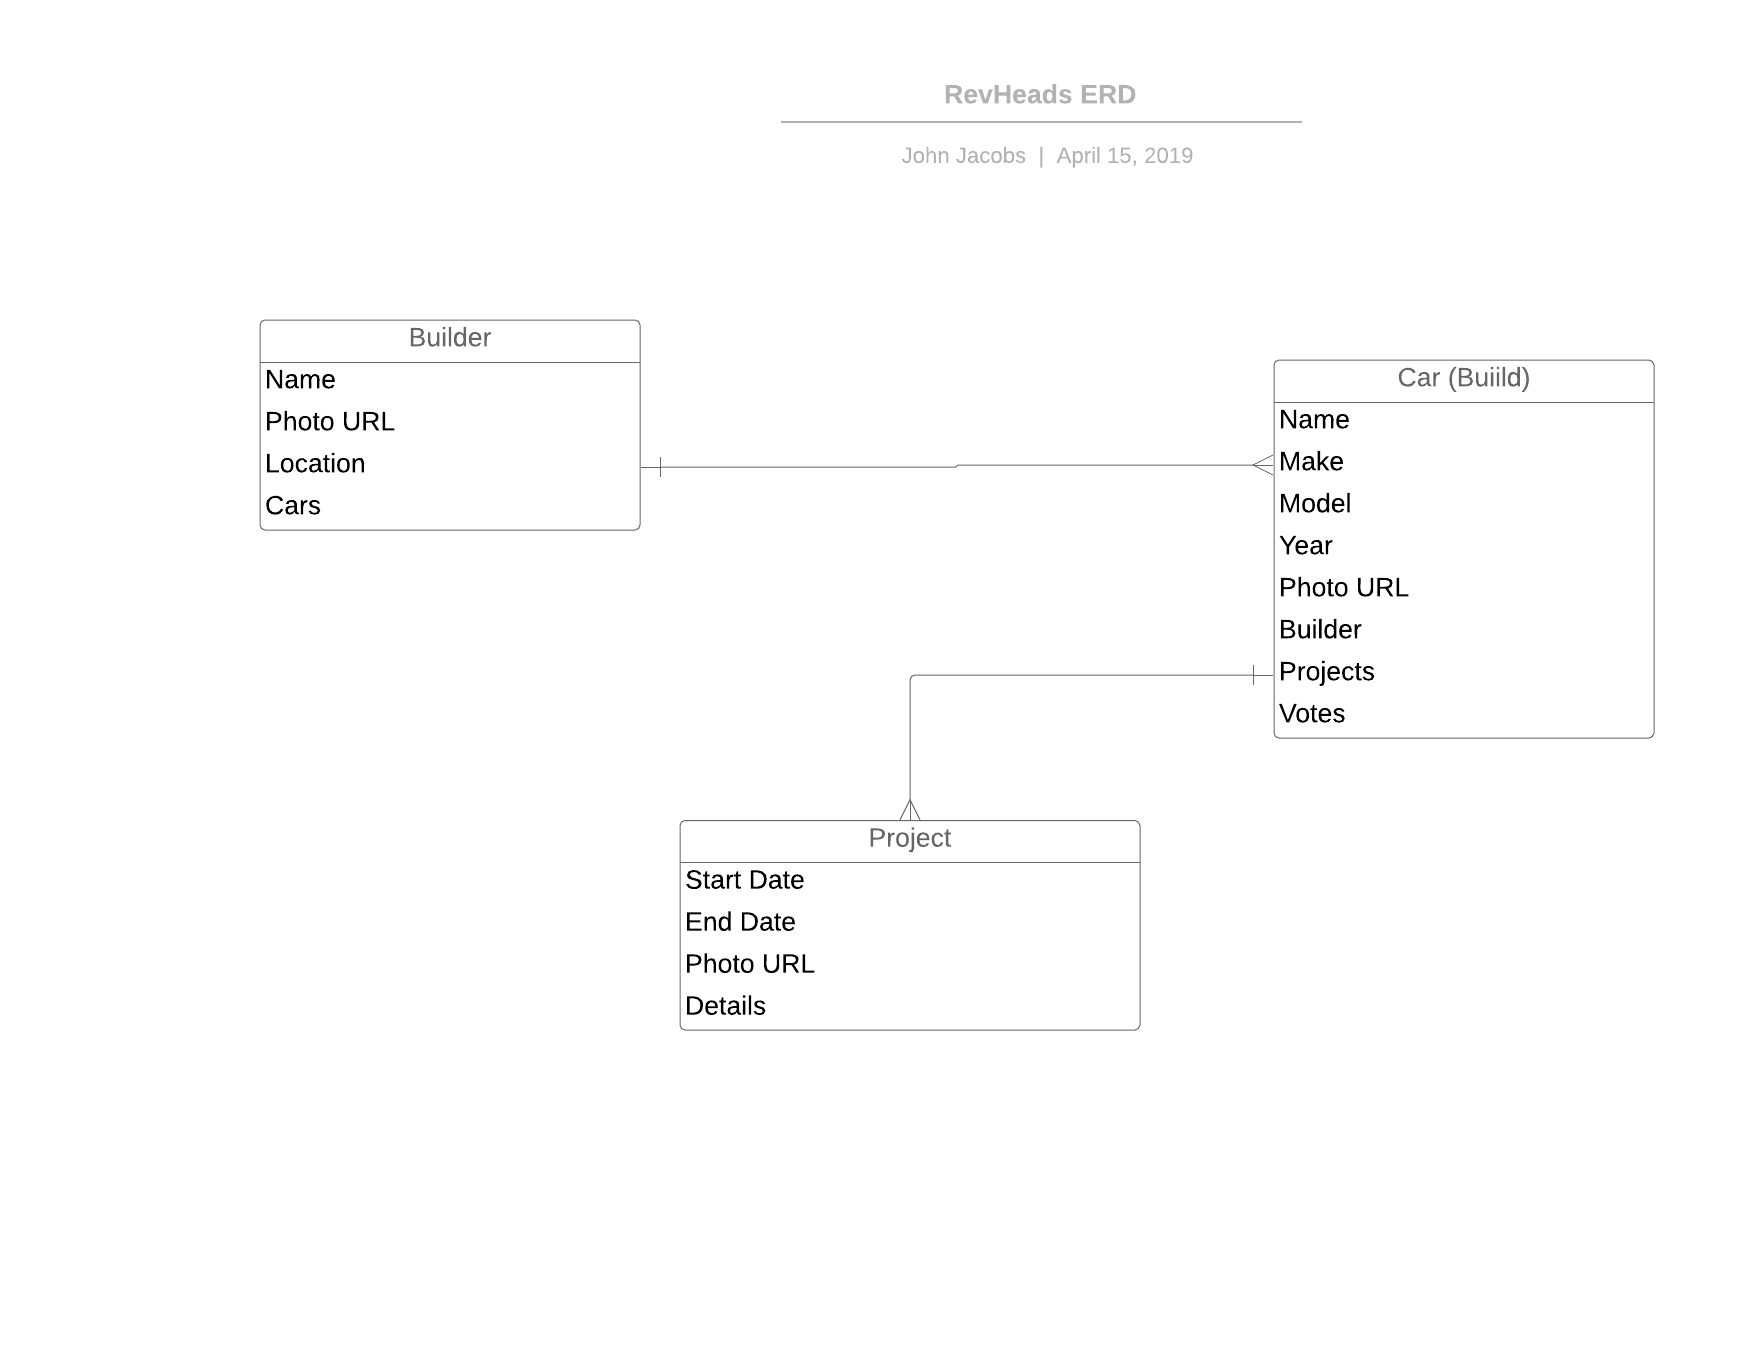 RevHeads ERD
John Jacobs | April 15, 2019
Builder
Name
Photo URL
Location
Cars
Car (Buiild)
Name
Make
Model
Year
Photo URL
Builder
Projects
Votes
Project
Start Date
End Date
Photo URL
Details